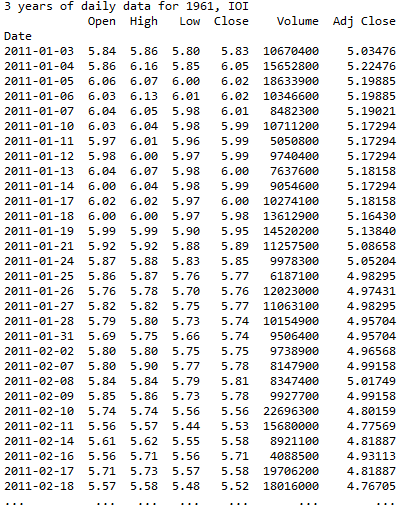 3 years of daily data for 1961, IOI
Open High Low Close Volume Adj Close
Date
2011-01-03 5.84 5.86 5.80 5.83 10670400 5.03476
2011-01-04 5.86 6.16 5.85 6.05 15652800 5.22476
2011-01-05 6.06 6.07 6.00 6.02 18633900 5.19885
2011-01-06 6.03 6.13 6.01 6.02 10346600 5.19885
2011-01-07 6.04 6.05 5.98 6.01 8482300 5.19021
2011-01-10 6.03 6.04 5.98 5.99 10711200 5.17294
2011-01-11 5.97 6.01 5.96 5.99 5050800 5.17294
2011-01-12 5.98 6.00 5.97 5.99 9740400 5.17294
2011-01-13 6.04 6.07 5.98 6.00 7637600 5.18158
2011-01-14 6.00 6.04 5.98 5.99 9054600 5.17294
2011-01-17 6.02 6.02 5.97 6.00 10274100 5.18158
2011-01-18 6.00 6.00 5.97 5.98 13612900 5.16430
2011-01-19 5.99 5.99 5.90 5.95 14520200 5.13840
2011-01-21 5.92 5.92 5.88 5.89 11257500 5.08658
2011-01-24 5.87 5.88 5.83 5.85 9978300 5.05204
2011-01-25 5.86 5.87 5.76 5.77 6187100 4.98295
2011-01-26 5.76 5.78 5.70 5.76 12023000 4.97431
2011-01-27 5.82 5.82 5.75 5.77 11063100 4.98295
2011-01-28 5.79 5.80 5.73 5.74 10154900 4.95704
2011-01-31 5.69 5.75 5.66 5.74 9506400 4.95704
2011-02-02 5.80 5.80 5.75 5.75 9738900 4.96568
2011-02-07 5.80 5.90 5.77 5.78 8147900 4.99158
2011-02-08 5.84 5.84 5.79 5.81 8347400 5.01749
2011-02-09 5.85 5.86 5.73 5.78 9927700 4.99158
2011-02-10 5.74 5.74 5.56 5.56 22696300 4.80159
2011-02-11 5.56 5.57 5.44 5.53 15680000 4.77569
2011-02-14 5.61 5.62 5.55 5.58 8921100 4.81887
2011-02-16 5.56 5.71 5.56 5.71 4088500 4.93113
2011-02-17 5.71 5.73 5.57 5.58 19706200 4.81887
2011-02-18 5.57 5.58 5.48 5.52 18016000 4.76705
... ... ... ... ... ... ...